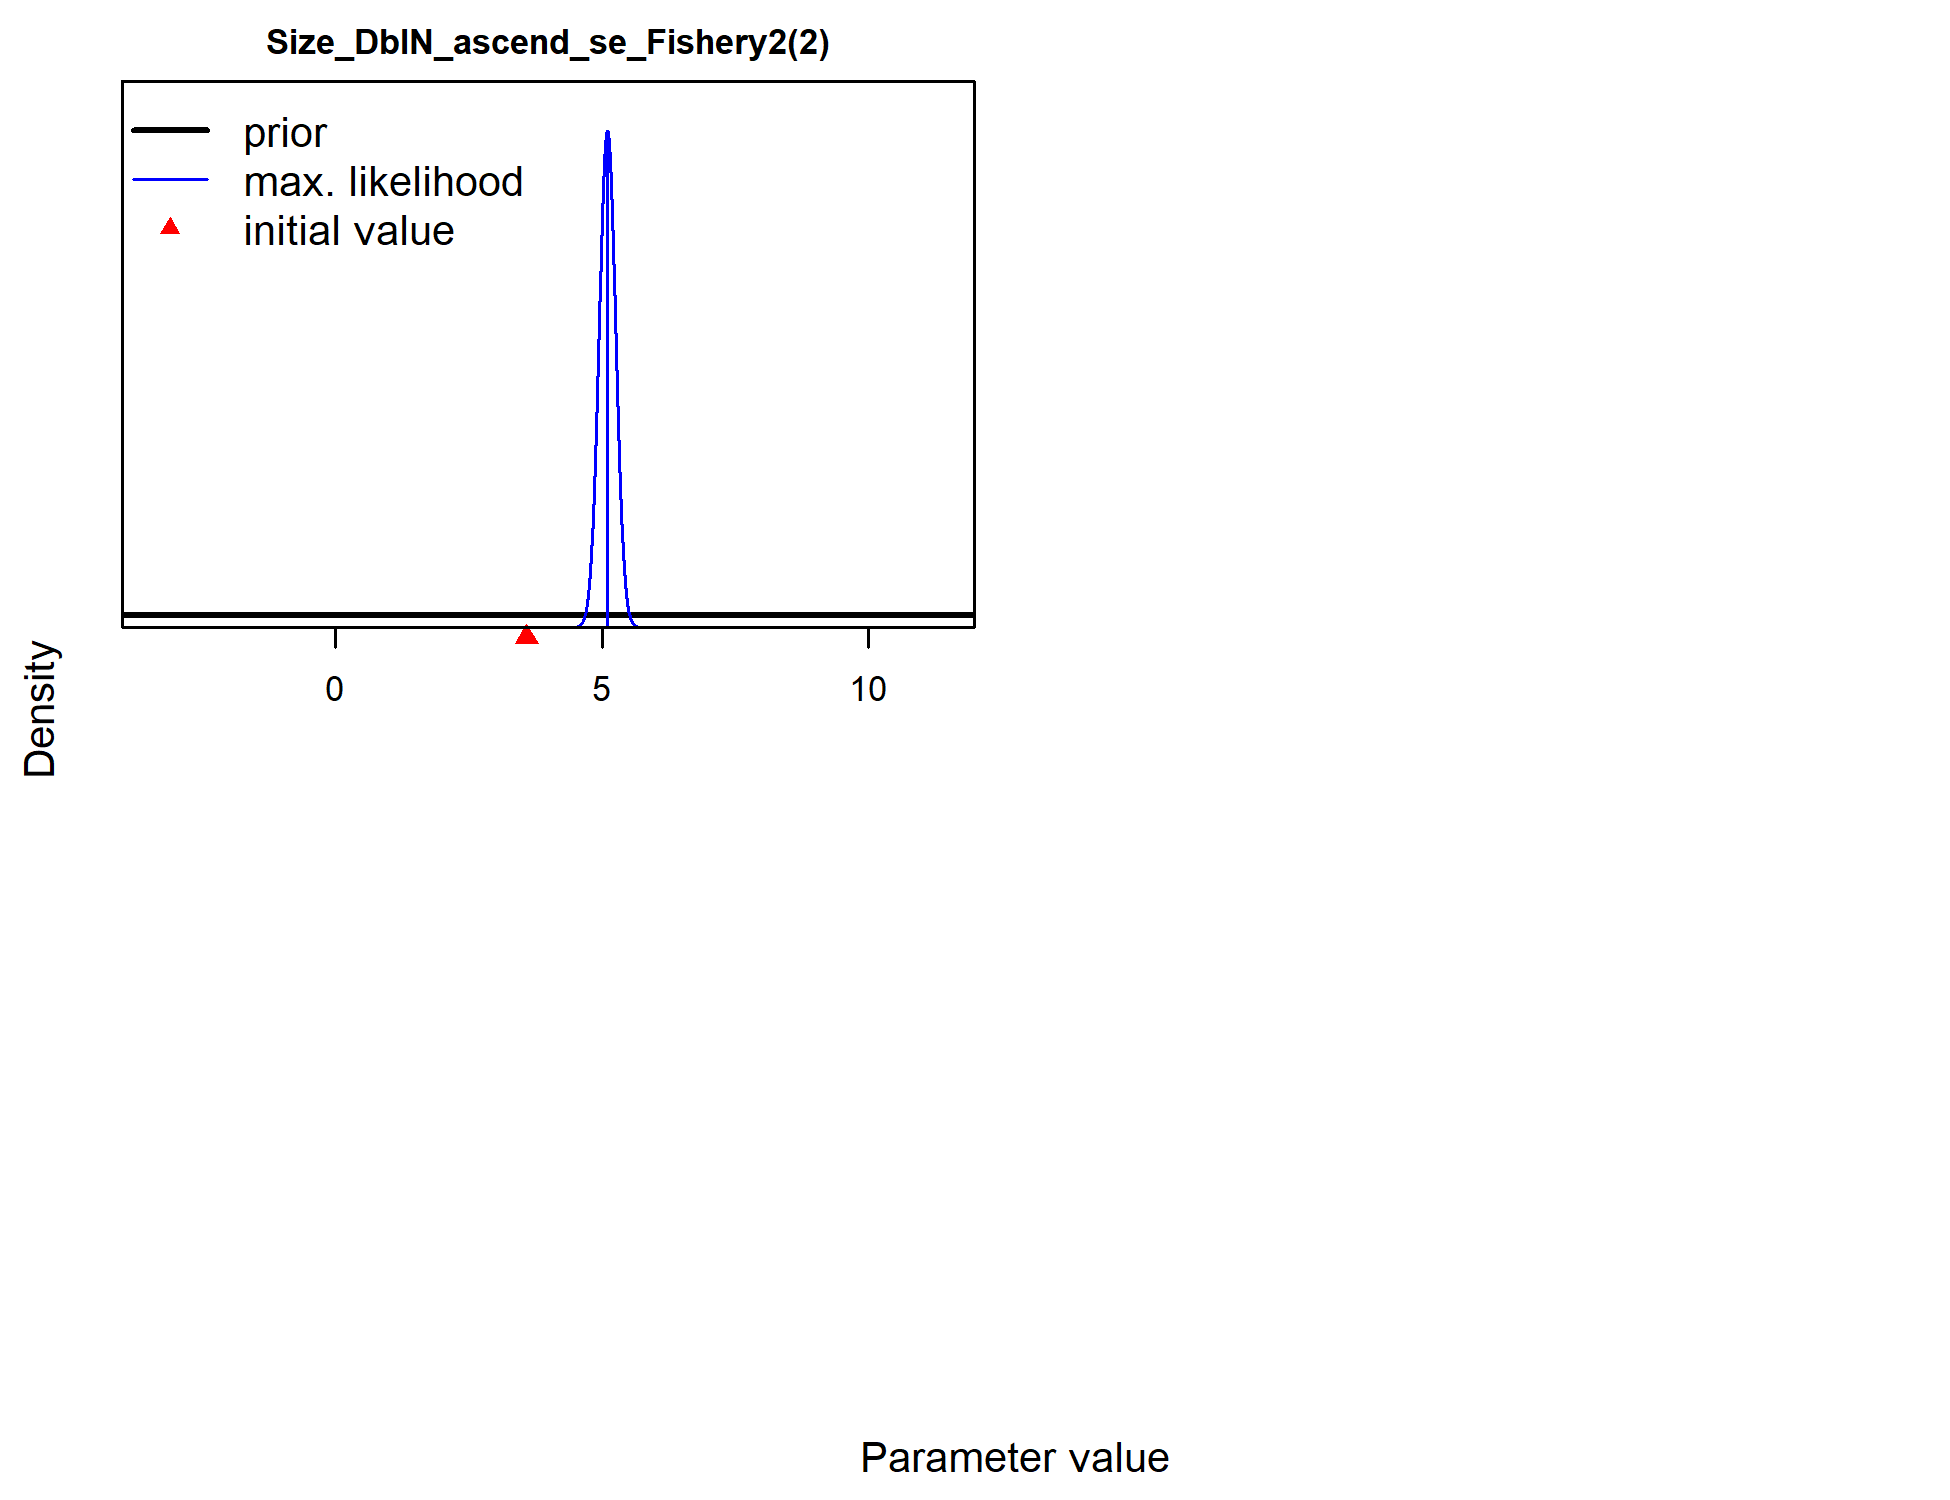 Size_DblN_ascend_se_Fishery2(2)
prior
max. likelihood
initial value
0 5 10
Density
Parameter value